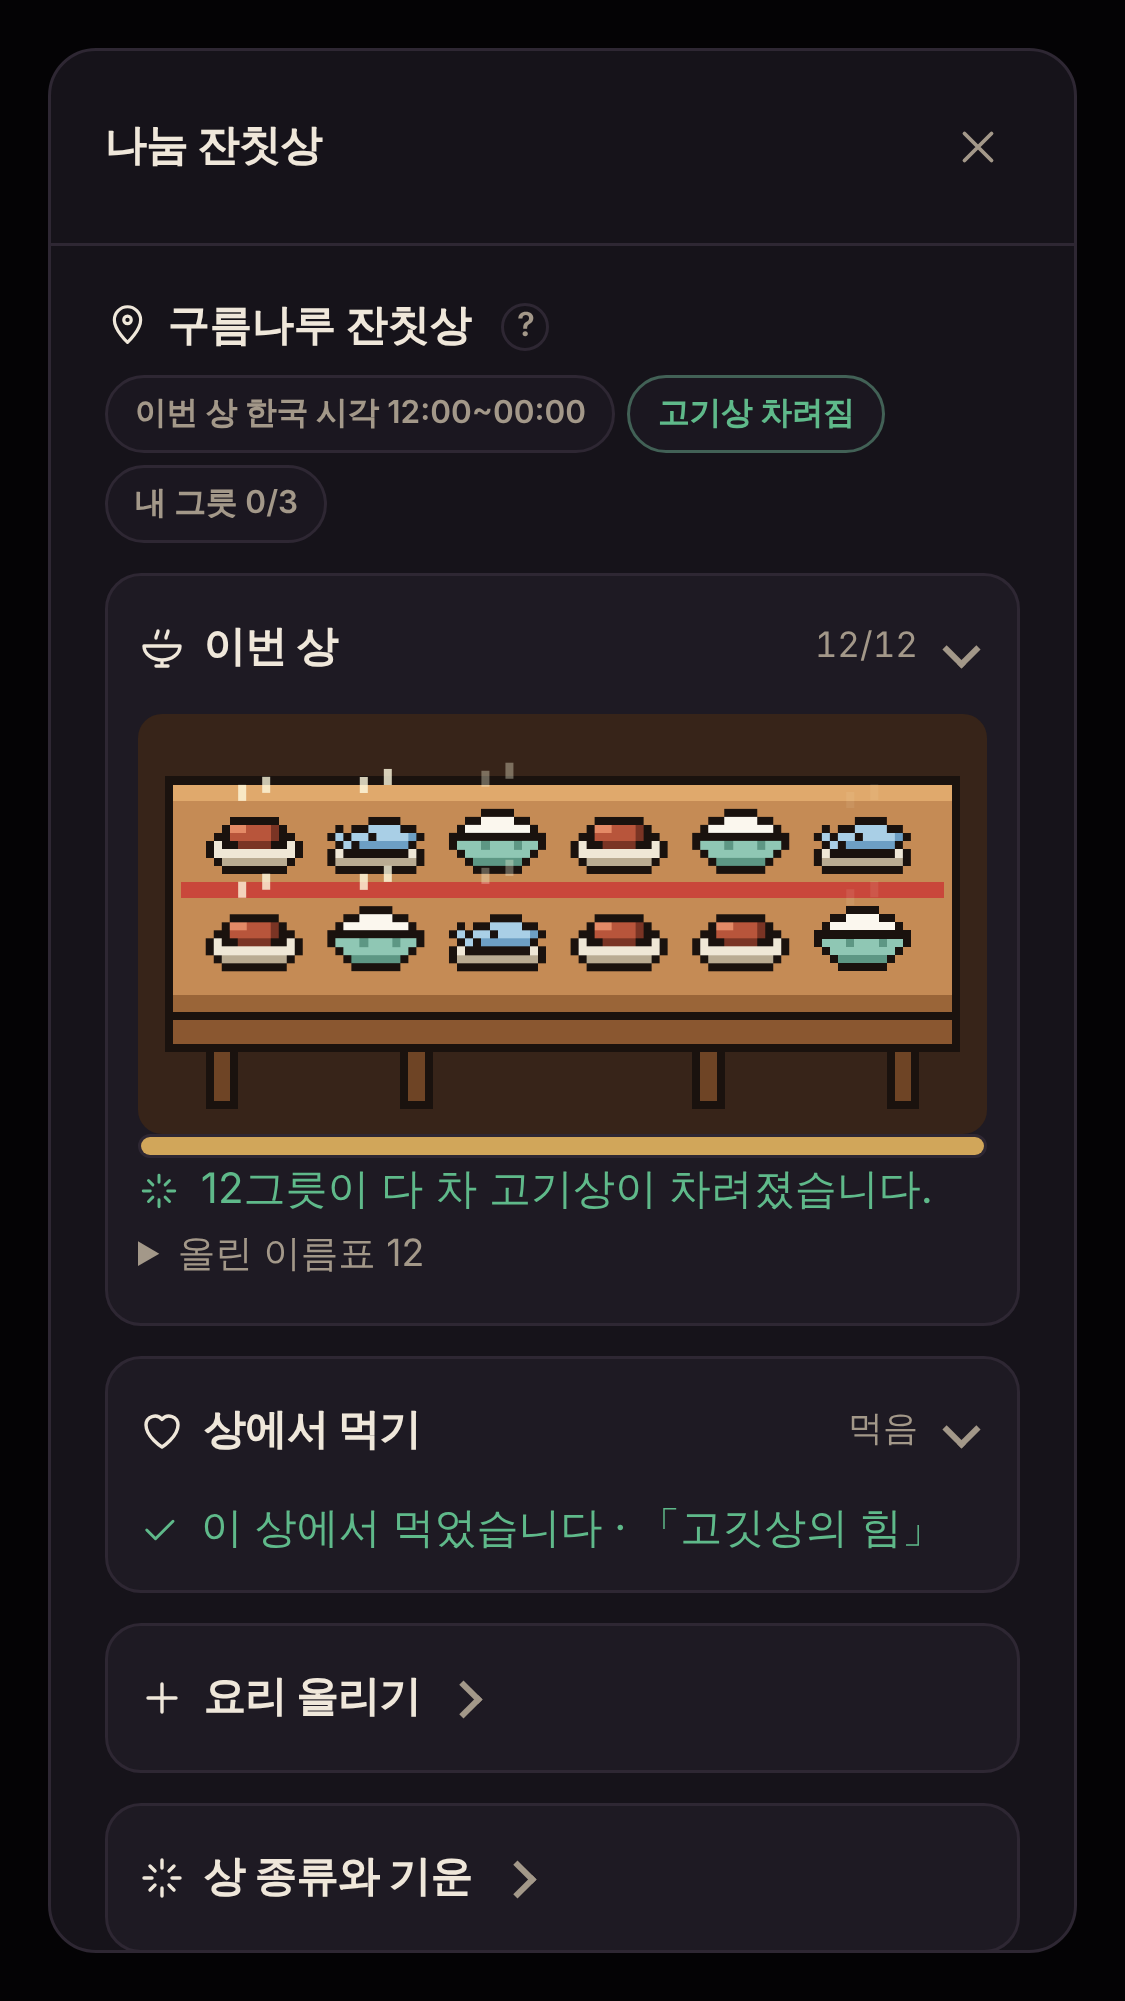 나눔 잔칫상
구름나루 잔칫상 ?
이번 상 한국 시각 12:00~00:00
고기상 차려짐
내 그릇 0/3
이번 상
12/12
12그릇이 다 차 고기상이 차려졌습니다.
올린 이름표 12
상에서 먹기
먹음
이 상에서 먹었습니다 · 「고깃상의 힘」
요리 올리기
상 종류와 기운